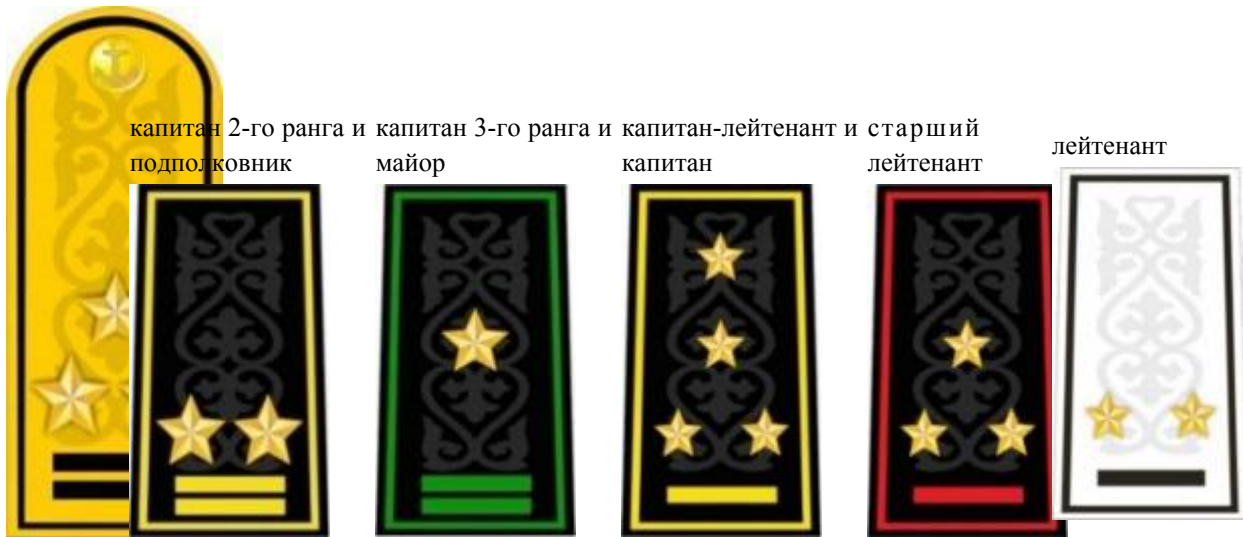 капитан 2-го ранга и
подполковник
капитан 3-го ранга и
майор
капитан-лейтенант и
капитан
старший
лейтенант
лейтенант